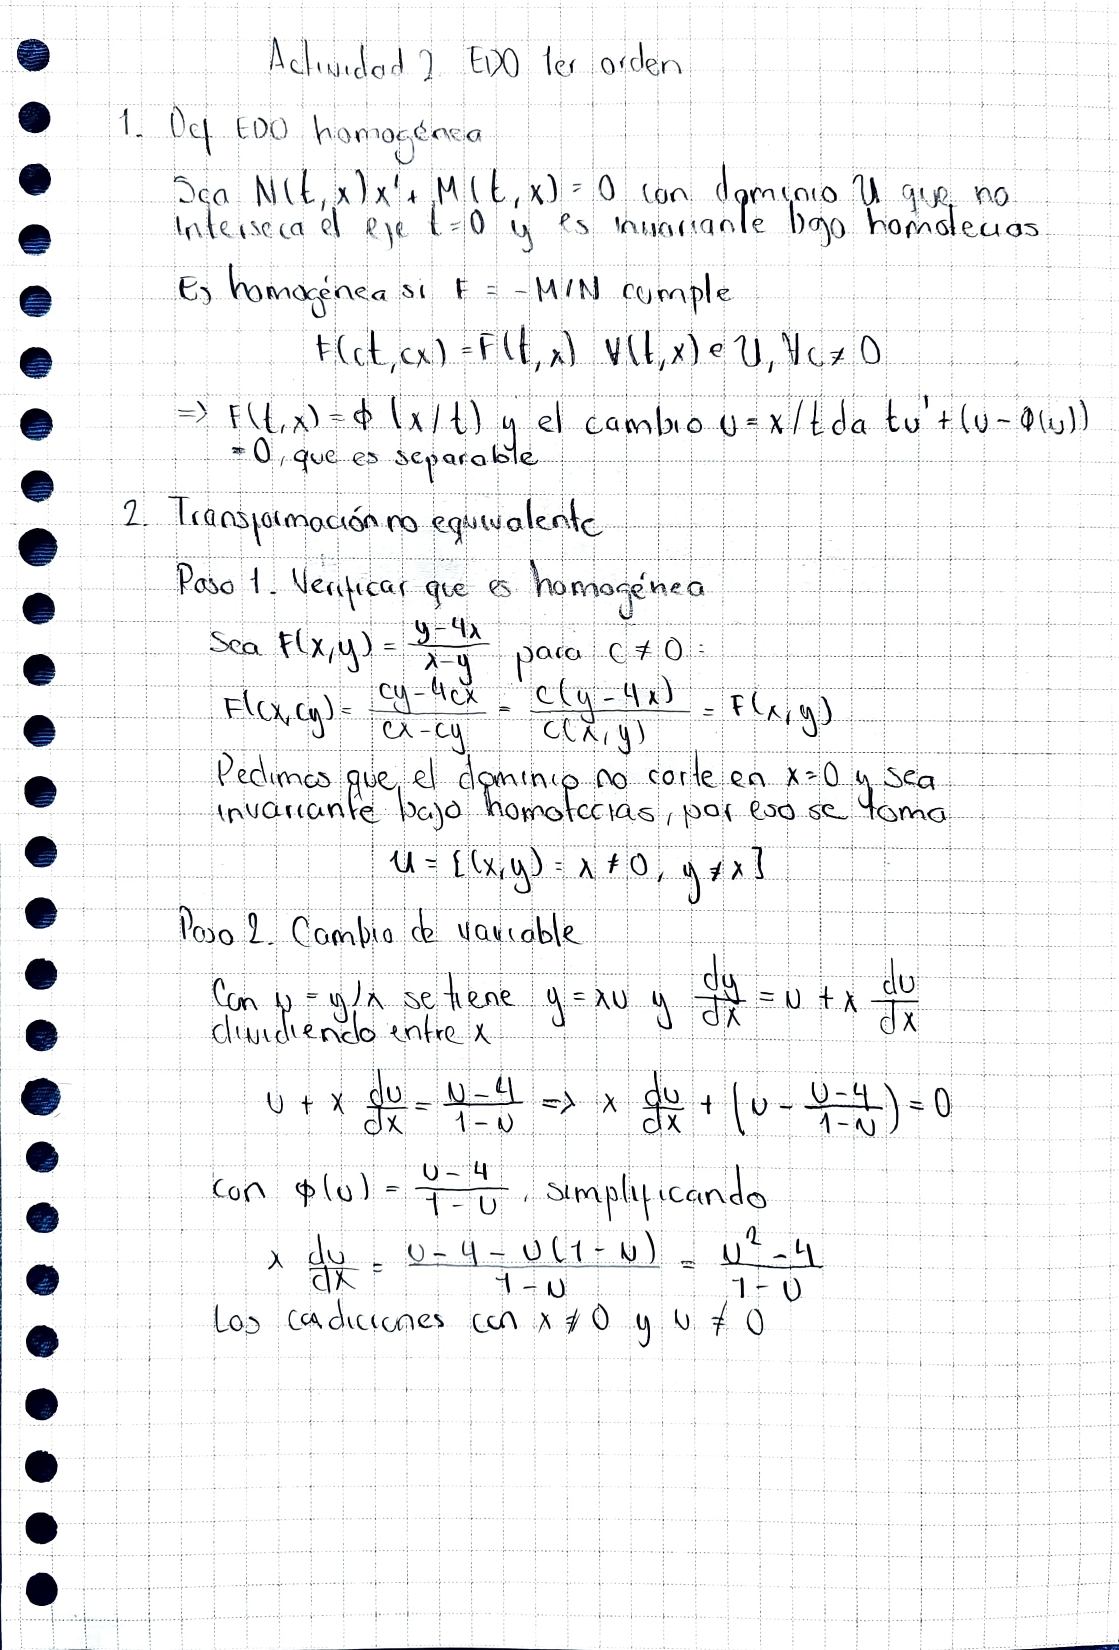 Actividad 2 EDO 1er orden
1. Def EDO homogénea
Sea N(t,x)x'+ M(t,x)=0 con dominio U que no
interseca el eje t=0 y es invariante bajo homotecias
Es homogénea si F = -M/N cumple
F(ct,cx)=F(t,x) ∀(t,x)∈U, ∀c≠0
=> F(t,x)=ϕ(x/t) y el cambio u=x/t da tu'+(u-ϕ(u))
=0, que es separable
2. Transformación no equivalente
Paso 1. Verificar que es homogénea
Sea F(x,y)= (y-4x)/(x-y) para c≠0:
F(cx,cy)= (cy-4cx)/(cx-cy) = (c(y-4x))/(c(x,y)) = F(x,y)
Pedimos que el dominio no corte en x=0 y sea
invariante bajo homotecias, por eso se toma
U = {(x,y) = x≠0, y≠x}
Paso 2. Cambio de variable
Con u=y/x se tiene y=xu y dy/dx = u + x du/dx
dividiendo entre x
u + x du/dx = (u-4)/(1-u) => x du/dx + (u - (u-4)/(1-u)) = 0
con ϕ(u) = (u-4)/(1-u), simplificando
x du/dx = (u-4-u(1-u))/(1-u) = (u²-4)/(1-u)
Las condiciones con x≠0 y u≠0